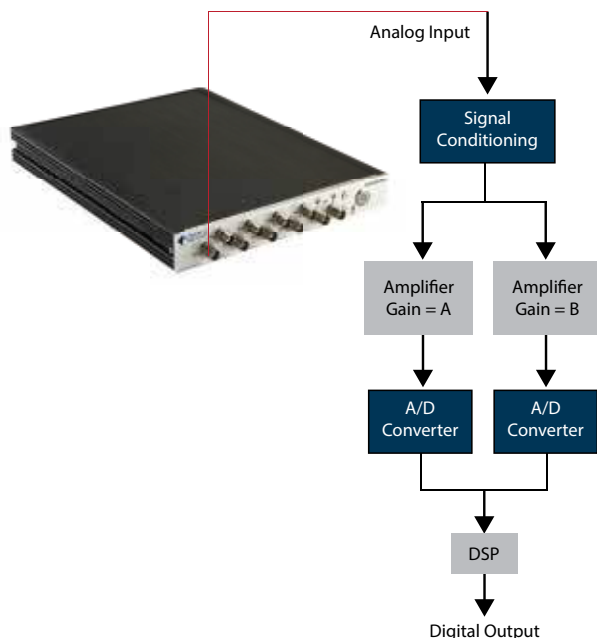 Analog Input
Signal
Conditioning
Amplifier
Gain = A
Amplifier
Gain = B
A/D
Converter
A/D
Converter
DSP
Digital Output